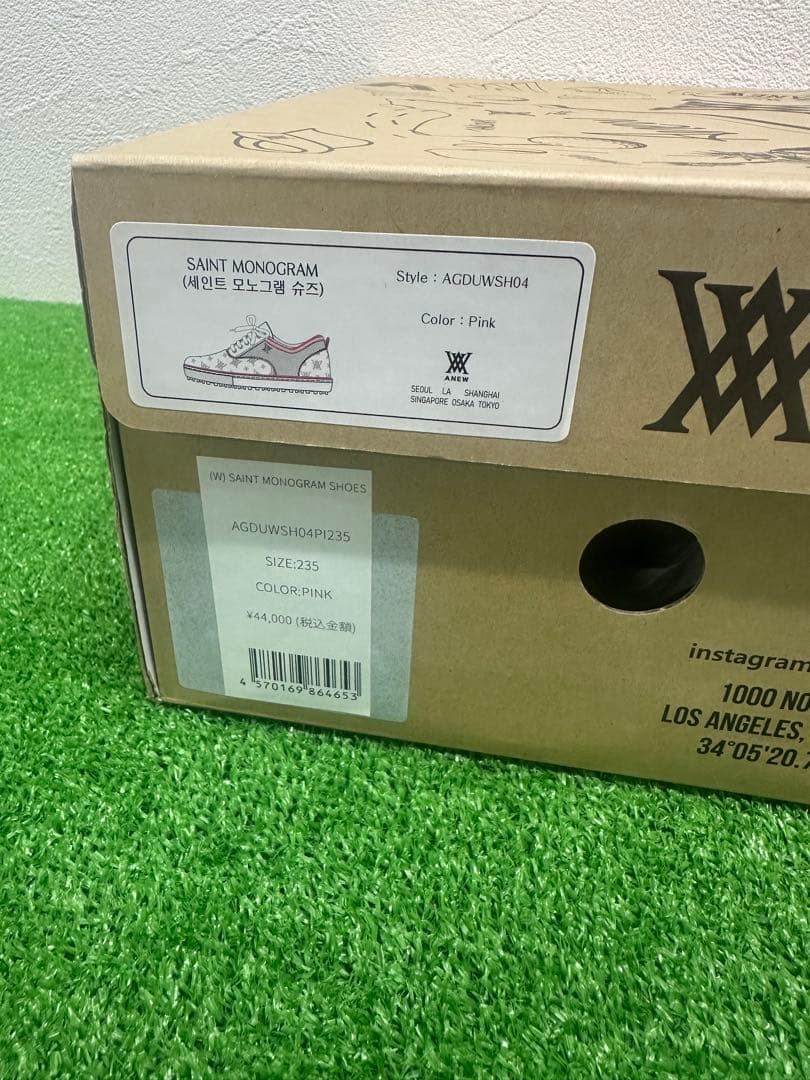 SAINT MONOGRAM
(세인트 모노그램 슈즈)
Style : AGDUWSH04
Color : Pink
ANEW
SEOUL LA SHANGHAI
SINGAPORE OSAKA TOKYO
(W) SAINT MONOGRAM SHOES
AGDUWSH04PI235
SIZE:235
COLOR:PINK
¥44,000 (税込金額)
4 570169 864653
instagram
1000 NO
LOS ANGELES,
34°05'20.7